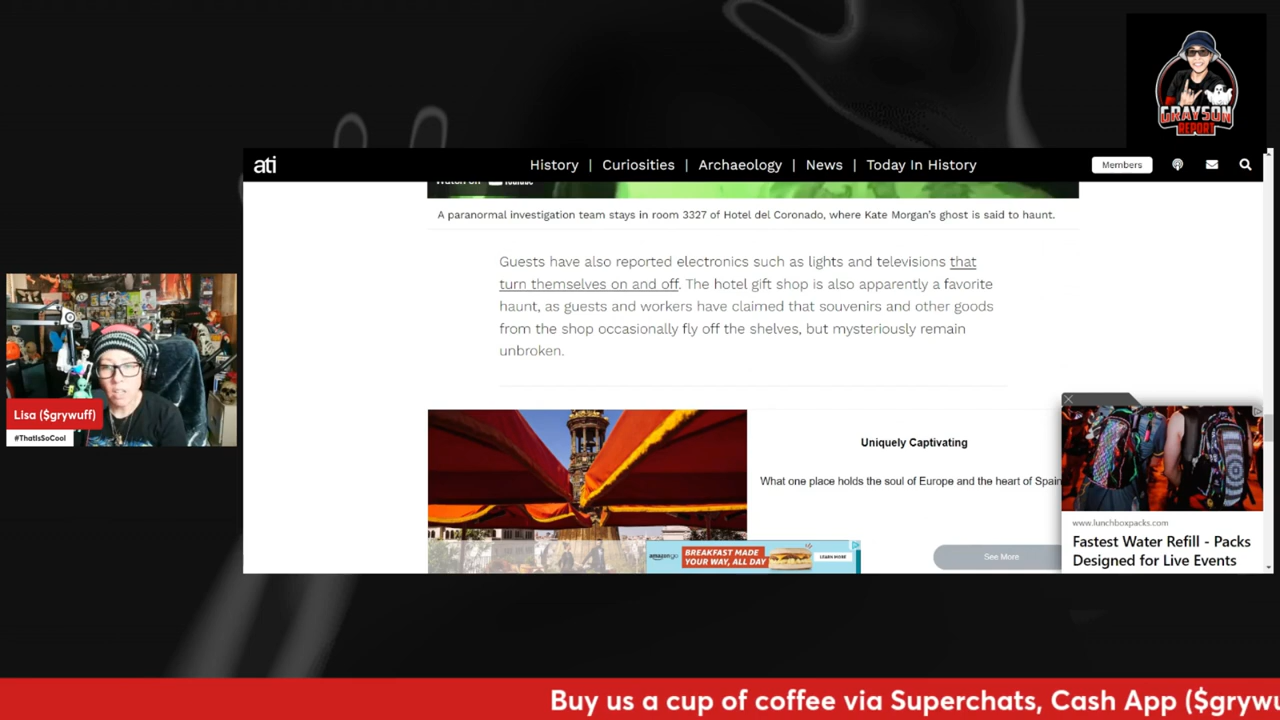 GRAYSON
REPORT
ati
History | Curiosities | Archaeology | News | Today In History
Members
A paranormal investigation team stays in room 3327 of Hotel del Coronado, where Kate Morgan's ghost is said to haunt.
Guests have also reported electronics such as lights and televisions that
turn themselves on and off. The hotel gift shop is also apparently a favorite
haunt, as guests and workers have claimed that souvenirs and other goods
from the shop occasionally fly off the shelves, but mysteriously remain
unbroken.
Lisa ($grywuff)
#ThatIsSoCool
Uniquely Captivating
What one place holds the soul of Europe and the heart of Spain
See More
amazongo
BREAKFAST MADE
YOUR WAY, ALL DAY
LEARN MORE
www.lunchboxpacks.com
Fastest Water Refill - Packs
Designed for Live Events
Buy us a cup of coffee via Superchats, Cash App ($grywu